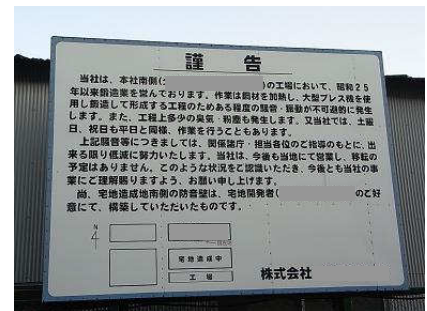 謹告
当社は、本社南側( )の工場において、昭和25
年以来鍛造業を営んでおります。作業は鋼材を加熱し、大型プレス機を使
用し鍛造して形成する工程のためある程度の騒音・振動が不可避的に発生
します。また、工程上多少の臭気・粉塵も発生します。又当社では、土曜
日、祝日も平日と同様、作業を行うこともあります。
上記騒音等につきましては、関係諸庁・担当各位のご指導のもとに、出
来る限り低減に努力いたします。当社は、今後も当地にて営業し、移転の
予定はありません。このような状況をご認識いただき、今後とも当社の事
業にご理解賜りますよう、お願い申し上げます。
尚、宅地造成地南側の防音壁は、宅地開発者( のご好
意にて、構築していただいたものです。
N
宅地造成中
工場
株式会社